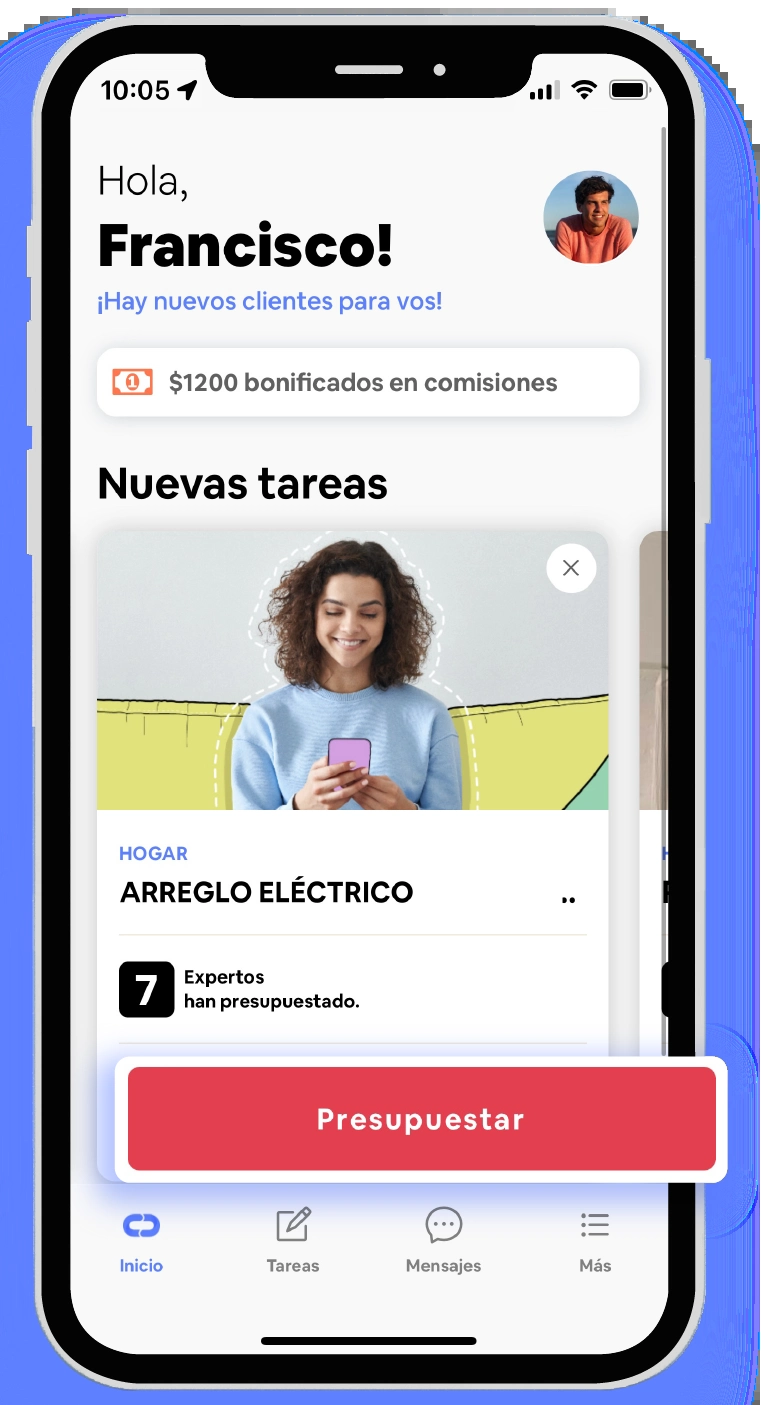 10:05
Hola,
Francisco!
¡Hay nuevos clientes para vos!
$1200 bonificados en comisiones
Nuevas tareas
HOGAR
ARREGLO ELÉCTRICO ..
7 Expertos
han presupuestado.
Presupuestar
Inicio Tareas Mensajes Más